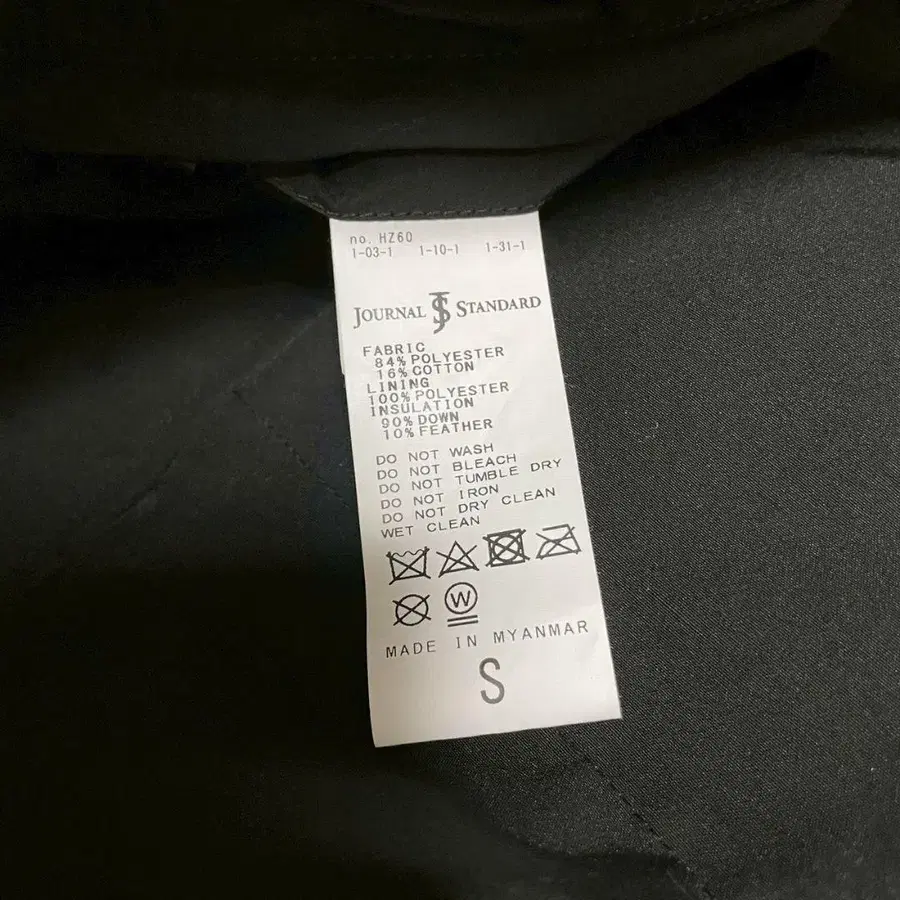 no. HZ60
1-03-1 1-10-1 1-31-1
JOURNAL JS STANDARD
FABRIC
84% POLYESTER
16% COTTON
LINING
100% POLYESTER
INSULATION
90% DOWN
10% FEATHER
DO NOT WASH
DO NOT BLEACH
DO NOT TUMBLE DRY
DO NOT IRON
DO NOT DRY CLEAN
WET CLEAN
W
MADE IN MYANMAR
S